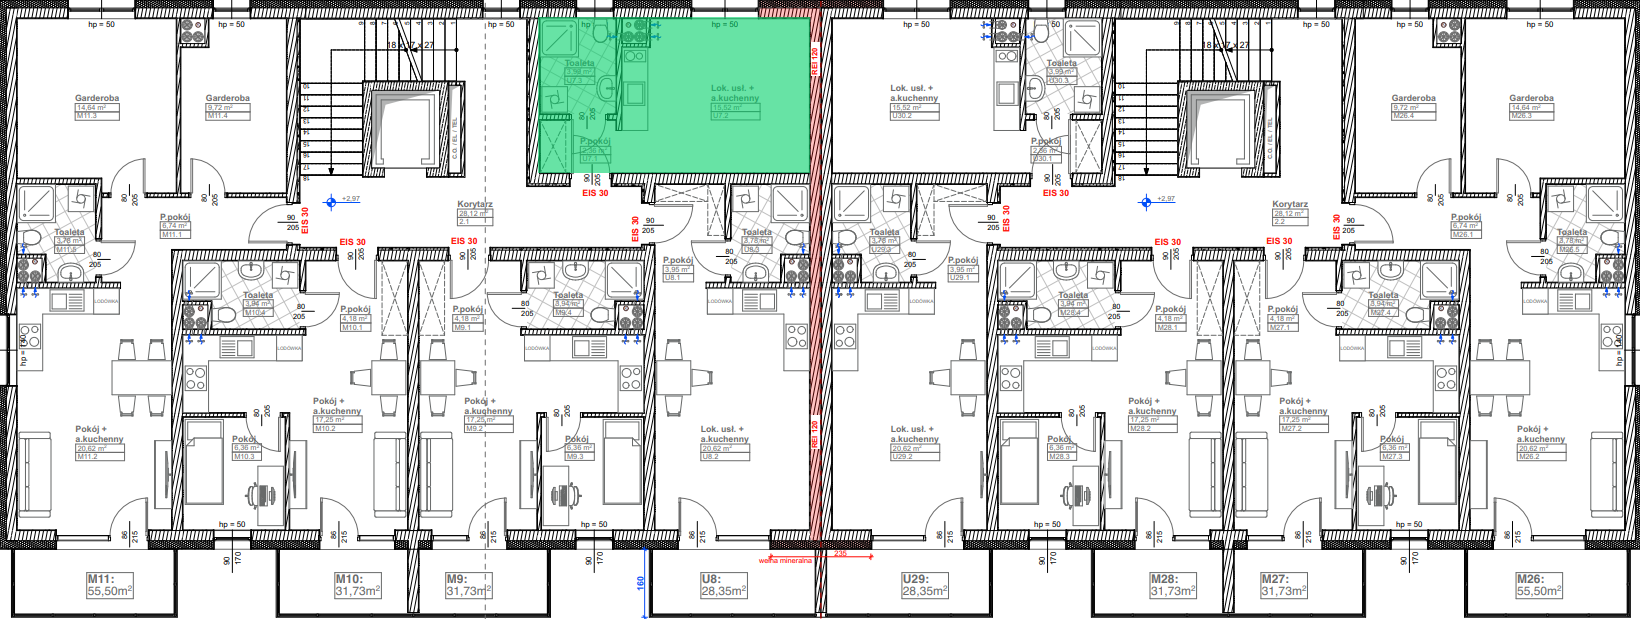 hp = 50
hp = 50
hp = 50
hp = 50
hp = 50
hp = 50
hp = 50
hp = 50
18 x 17 x 27
18 x 17 x 27
REI 120
Garderoba
14,64 m²
M11.3
Garderoba
9,72 m²
M11.4
C.O. / EL / TEL
Toaleta
3,99 m²
U7.3
Lok. usł. +
a.kuchenny
15,52 m²
U7.2
P.pokój
2,36 m²
U7.1
Lok. usł. +
a.kuchenny
15,52 m²
U30.2
Toaleta
3,99 m²
U30.3
P.pokój
2,36 m²
U30.1
C.O. / EL / TEL
Garderoba
9,72 m²
M26.4
Garderoba
14,64 m²
M26.3
EIS 30
EIS 30
EIS 30
EIS 30
EIS 30
EIS 30
+2,97
+2,97
Korytarz
28,12 m²
2.1
Korytarz
28,12 m²
2.2
P.pokój
6,74 m²
M11.1
P.pokój
6,74 m²
M26.1
Toaleta
3,78 m²
M11.5
Toaleta
3,78 m²
U8.3
Toaleta
3,78 m²
U29.3
Toaleta
3,78 m²
M26.5
EIS 30
EIS 30
EIS 30
EIS 30
P.pokój
3,95 m²
U8.1
P.pokój
3,95 m²
U29.1
Toaleta
3,94 m²
M10.4
P.pokój
4,18 m²
M10.1
P.pokój
4,18 m²
M9.1
Toaleta
3,94 m²
M9.4
Toaleta
3,94 m²
M28.4
P.pokój
4,18 m²
M28.1
P.pokój
4,18 m²
M27.1
Toaleta
3,94 m²
M27.4
LODÓWKA
LODÓWKA
LODÓWKA
LODÓWKA
LODÓWKA
LODÓWKA
LODÓWKA
LODÓWKA
Pokój +
a.kuchenny
20,62 m²
M11.2
Pokój
6,36 m²
M10.3
Pokój +
a.kuchenny
17,25 m²
M10.2
Pokój +
a.kuchenny
17,25 m²
M9.2
Pokój
6,36 m²
M9.3
Lok. usł. +
a.kuchenny
20,62 m²
U8.2
REI 120
Lok. usł. +
a.kuchenny
20,62 m²
U29.2
Pokój
6,36 m²
M28.3
Pokój +
a.kuchenny
17,25 m²
M28.2
Pokój +
a.kuchenny
17,25 m²
M27.2
Pokój
6,36 m²
M27.3
Pokój +
a.kuchenny
20,62 m²
M26.2
hp = 50
hp = 50
hp = 50
hp = 50
wełna mineralna
235
160
M11:
55,50m²
M10:
31,73m²
M9:
31,73m²
U8:
28,35m²
U29:
28,35m²
M28:
31,73m²
M27:
31,73m²
M26:
55,50m²